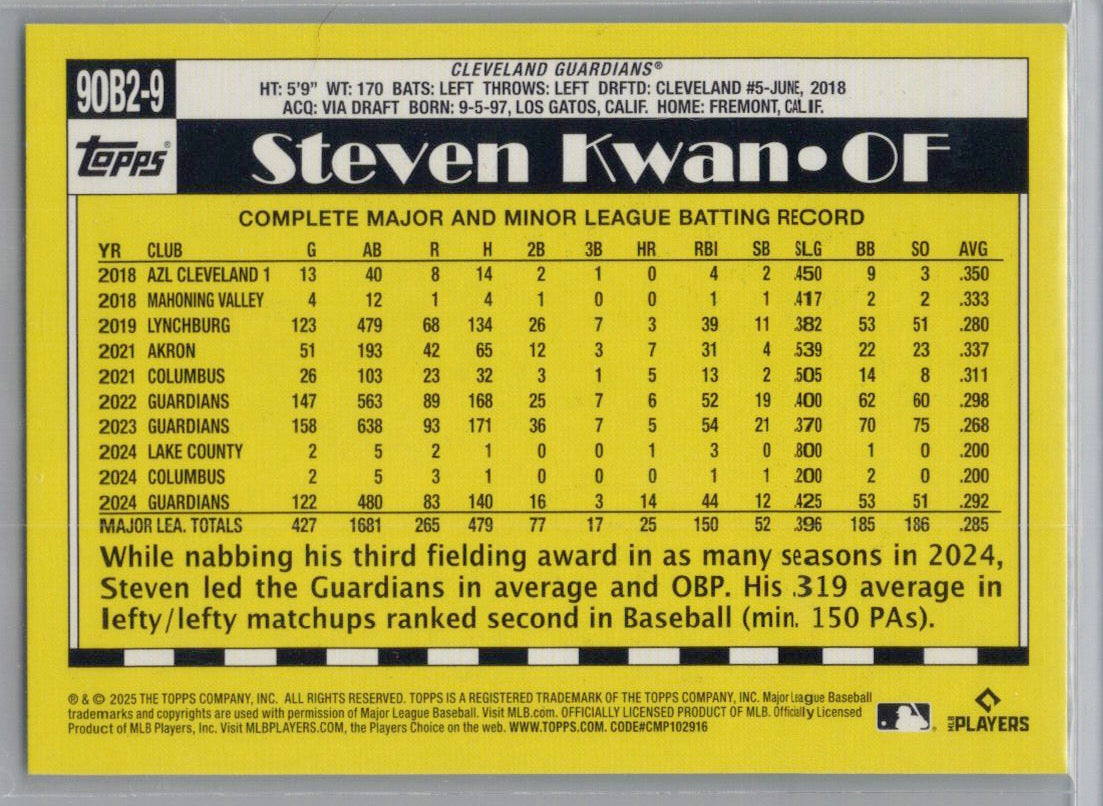 90B2-9
CLEVELAND GUARDIANS®
HT: 5'9" WT: 170 BATS: LEFT THROWS: LEFT DRFTD: CLEVELAND #5-JUNE, 2018
ACQ: VIA DRAFT BORN: 9-5-97, LOS GATOS, CALIF. HOME: FREMONT, CALIF.
topps®
Steven Kwan • OF
COMPLETE MAJOR AND MINOR LEAGUE BATTING RECORD
YR CLUB G AB R H 2B 3B HR RBI SB SLG BB SO AVG
2018 AZL CLEVELAND 1 13 40 8 14 2 1 0 4 2 .450 9 3 .350
2018 MAHONING VALLEY 4 12 1 4 1 0 0 1 1 .417 2 2 .333
2019 LYNCHBURG 123 479 68 134 26 7 3 39 11 .382 53 51 .280
2021 AKRON 51 193 42 65 12 3 7 31 4 .539 22 23 .337
2021 COLUMBUS 26 103 23 32 3 1 5 13 2 .505 14 8 .311
2022 GUARDIANS 147 563 89 168 25 7 6 52 19 .400 62 60 .298
2023 GUARDIANS 158 638 93 171 36 7 5 54 21 .370 70 75 .268
2024 LAKE COUNTY 2 5 2 1 0 0 1 3 0 .800 1 0 .200
2024 COLUMBUS 2 5 3 1 0 0 0 1 1 .200 2 0 .200
2024 GUARDIANS 122 480 83 140 16 3 14 44 12 .425 53 51 .292
MAJOR LEA. TOTALS 427 1681 265 479 77 17 25 150 52 .396 185 186 .285
While nabbing his third fielding award in as many seasons in 2024,
Steven led the Guardians in average and OBP. His .319 average in
lefty/lefty matchups ranked second in Baseball (min. 150 PAs).
® & © 2025 THE TOPPS COMPANY, INC. ALL RIGHTS RESERVED. TOPPS IS A REGISTERED TRADEMARK OF THE TOPPS COMPANY, INC. Major League Baseball
trademarks and copyrights are used with permission of Major League Baseball. Visit MLB.com. OFFICIALLY LICENSED PRODUCT OF MLB. Officially Licensed
Product of MLB Players, Inc. Visit MLBPLAYERS.COM, the Players Choice on the web. WWW.TOPPS.COM. CODE#CMP102916
MLB PLAYERS